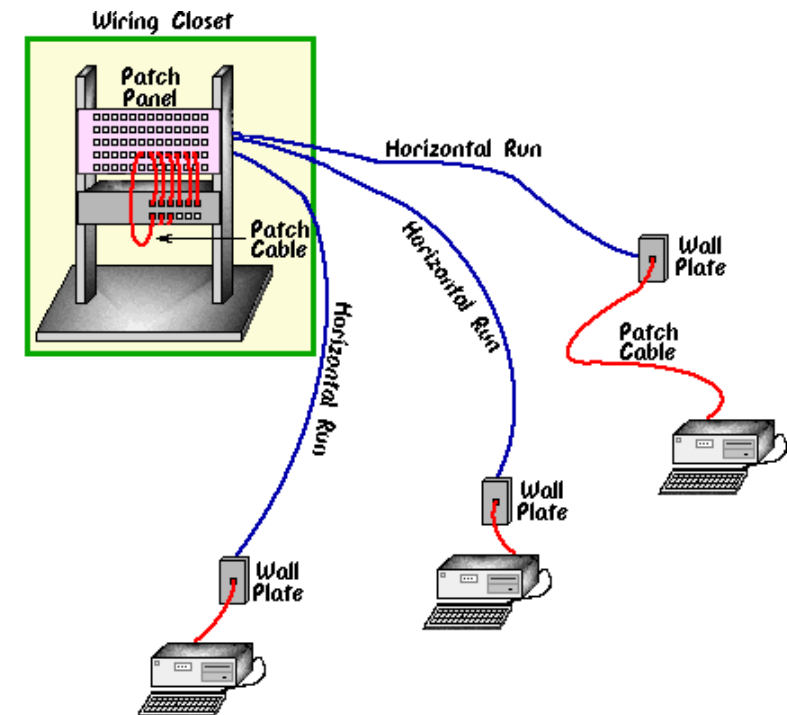 Wiring Closet
Patch
Panel
Patch
Cable
Horizontal Run
Horizontal Run
Horizontal Run
Wall
Plate
Patch
Cable
Wall
Plate
Wall
Plate